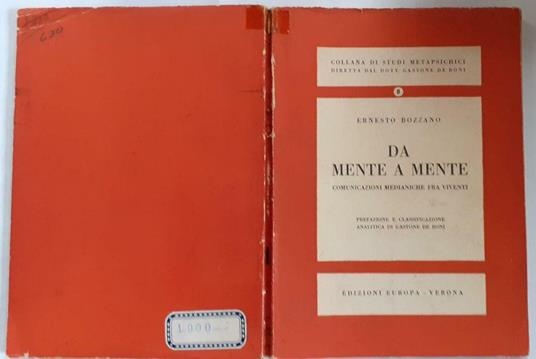 COLLANA DI STUDI METAPSICHICI
DIRETTA DAL DOTT. GASTONE DE BONI
8
ERNESTO BOZZANO
DA
MENTE A MENTE
COMUNICAZIONI MEDIANICHE FRA VIVENTI
PREFAZIONE E CLASSIFICAZIONE
ANALITICA DI GASTONE DE BONI
EDIZIONI EUROPA - VERONA
L.000